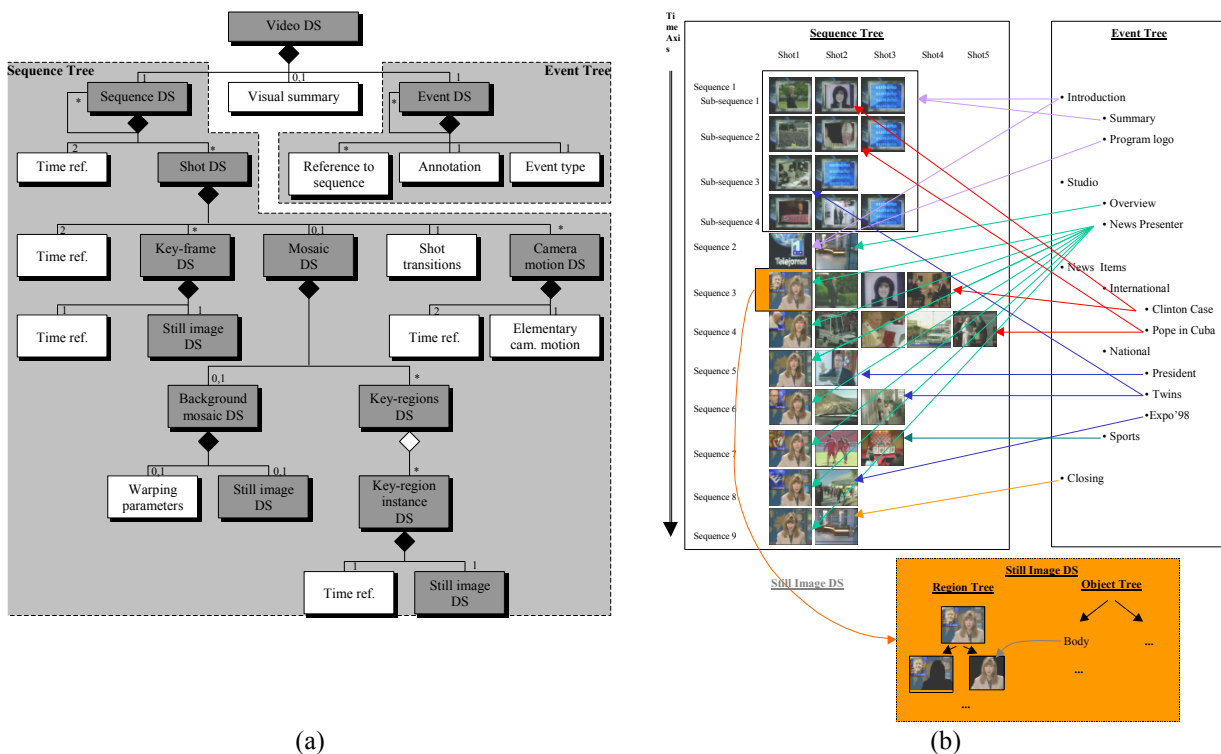 Video DS
Sequence Tree
Event Tree
1
0,1
1
Sequence DS
Visual summary
Event DS
*
*
2
*
*
1
1
Time ref.
Shot DS
Reference to
sequence
Annotation
Event type
2
*
0,1
1
*
Time ref.
Key-frame
DS
Mosaic DS
Shot
transitions
Camera
motion DS
1
1
2
1
Time ref.
Still image
DS
Time ref.
Elementary
cam. motion
0,1
*
Background
mosaic DS
Key-regions
DS
0,1
0,1
*
Warping
parameters
Still image
DS
Key-region
instance
DS
1
1
Time ref.
Still image
DS
(a)
Ti
me
Axi
s
Sequence Tree
Shot1
Shot2
Shot3
Shot4
Shot5
Sequence 1
Sub-sequence 1
Sub-sequence 2
Sub-sequence 3
Sub-sequence 4
Sequence 2
Telejornal
Sequence 3
Sequence 4
Sequence 5
Sequence 6
Sequence 7
Sequence 8
Sequence 9
Event Tree
• Introduction
• Summary
• Program logo
• Studio
• Overview
• News Presenter
• News Items
• International
• Clinton Case
• Pope in Cuba
• National
• President
• Twins
•Expo'98
• Sports
• Closing
Still Image DS
Still Image DS
Region Tree
Object Tree
Body
...
...
...
(b)